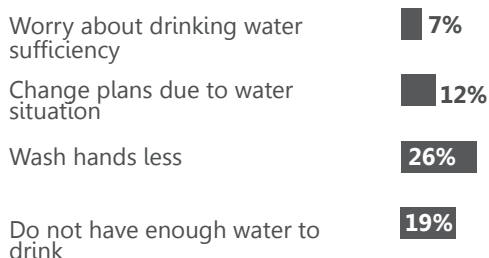 Worry about drinking water
sufficiency
7%
Change plans due to water
situation
12%
Wash hands less
26%
Do not have enough water to
drink
19%